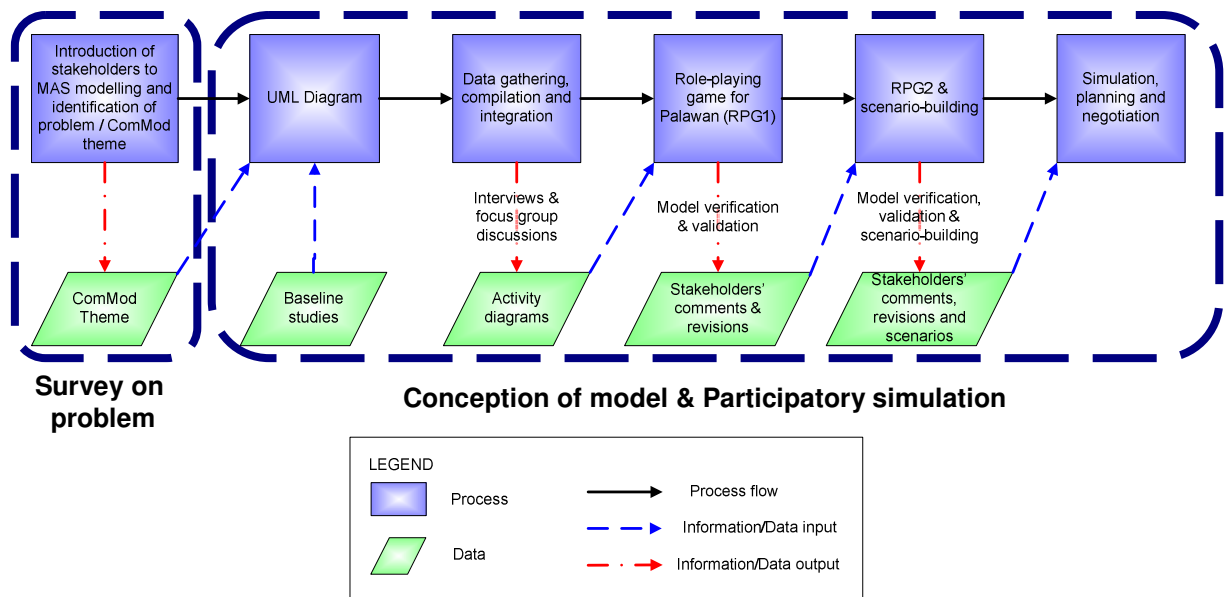 Introduction of
stakeholders to
MAS modelling and
identification of
problem / ComMod
theme
UML Diagram
Data gathering,
compilation and
integration
Role-playing
game for
Palawan (RPG1)
RPG2 &
scenario-building
Simulation,
planning and
negotiation
Interviews &
focus group
discussions
Model verification
& validation
Model verification,
validation &
scenario-building
ComMod
Theme
Baseline
studies
Activity
diagrams
Stakeholders'
comments &
revisions
Stakeholders'
comments,
revisions and
scenarios
Survey on
problem
Conception of model & Participatory simulation
LEGEND
Process
Data
Process flow
Information/Data input
Information/Data output